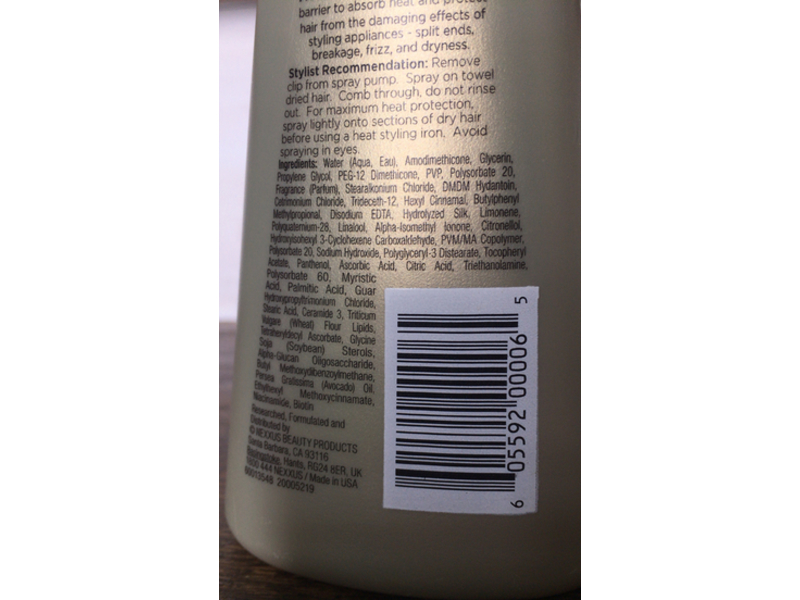 barrier to absorb heat and protect
hair from the damaging effects of
styling appliances - split ends,
breakage, frizz, and dryness.
Stylist Recommendation: Remove
clip from spray pump. Spray on towel
dried hair. Comb through, do not rinse
out. For maximum heat protection,
spray lightly onto sections of dry hair
before using a heat styling iron. Avoid
spraying in eyes.
Ingredients: Water (Aqua, Eau), Amodimethicone, Glycerin,
Propylene Glycol, PEG-12 Dimethicone, PVP, Polysorbate 20,
Fragrance (Parfum), Stearalkonium Chloride, DMDM Hydantoin,
Cetrimonium Chloride, Trideceth-12, Hexyl Cinnamal, Butylphenyl
Methylpropional, Disodium EDTA, Hydrolyzed Silk, Limonene,
Polyquaternium-28, Linalool, Alpha-Isomethyl Ionone, Citronellol,
Hydroxyisohexyl 3-Cyclohexene Carboxaldehyde, PVM/MA Copolymer,
Polysorbate 20, Sodium Hydroxide, Polyglyceryl-3 Distearate, Tocopheryl
Acetate, Panthenol, Ascorbic Acid, Citric Acid, Triethanolamine,
Polysorbate 60, Myristic
Acid, Palmitic Acid, Guar
Hydroxypropyltrimonium Chloride,
Stearic Acid, Ceramide 3, Triticum
Vulgare (Wheat) Flour Lipids,
Tetrahexyldecyl Ascorbate, Glycine
Soja (Soybean) Sterols,
Alpha-Glucan Oligosaccharide,
Butyl Methoxydibenzoylmethane,
Persea Gratissima (Avocado) Oil,
Ethylhexyl Methoxycinnamate,
Niacinamide, Biotin
Researched, Formulated and
Distributed by
© NEXXUS BEAUTY PRODUCTS
Santa Barbara, CA 93116
Basingstoke, Hants, RG24 8ER. UK
1800 444 NEXXUS / Made in USA
80013548 20005219
6 05592 00006 5